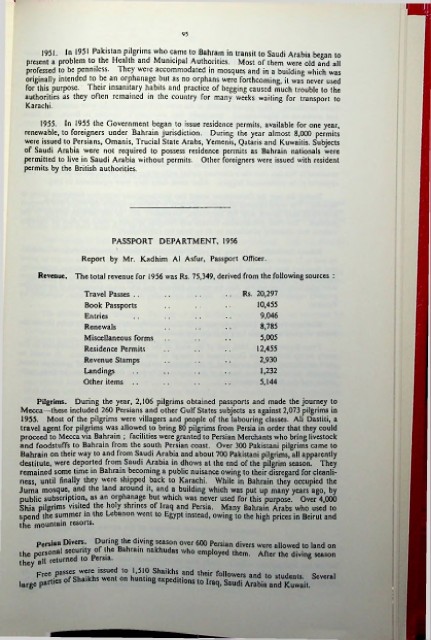 95
1951. In 1951 Pakistan pilgrims who came to Bahrain in transit to Saudi Arabia began to
present a problem to the Health and Municipal Authorities. Most of them were old and all
professed to be penniless. They were accommodated in mosques and in a building which was
originally intended to be an orphanage but as no orphans were forthcoming, it was never used
for this purpose. Their insanitary habits and practice of begging caused much trouble to the
authorities as they often remained in the country for many weeks waiting for transport to
Karachi.
1955. In 1955 the Government began to issue residence permits, available for one year,
renewable, to foreigners under Bahrain jurisdiction. During the year almost 8,000 permits
were issued to Persians, Omanis, Trucial State Arabs, Yemenis, Qataris and Kuwaitis. Subjects
of Saudi Arabia were not required to possess residence permits as Bahrain nationals were
permitted to live in Saudi Arabia without permits. Other foreigners were issued with resident
permits by the British authorities.
PASSPORT DEPARTMENT, 1956
Report by Mr. Kadhim Al Asfur, Passport Officer.
Revenue. The total revenue for 1956 was Rs. 75,349, derived from the following sources :
Travel Passes .. .. .. .. Rs. 20,297
Book Passports .. .. .. 10,455
Entries .. .. .. .. 9,046
Renewals .. .. .. 8,785
Miscellaneous forms .. .. .. 5,005
Residence Permits .. .. .. 12,455
Revenue Stamps .. .. .. 2,930
Landings .. .. .. .. 1,232
Other items .. .. .. .. 5,144
Pilgrims. During the year, 2,106 pilgrims obtained passports and made the journey to
Mecca—these included 260 Persians and other Gulf States subjects as against 2,073 pilgrims in
1955. Most of the pilgrims were villagers and people of the labouring classes. Ali Dastiti, a
travel agent for pilgrims was allowed to bring 80 pilgrims from Persia in order that they could
proceed to Mecca via Bahrain ; facilities were granted to Persian Merchants who bring livestock
and foodstuffs to Bahrain from the south Persian coast. Over 300 Pakistani pilgrims came to
Bahrain on their way to and from Saudi Arabia and about 700 Pakistani pilgrims, all apparently
destitute, were deported from Saudi Arabia in dhows at the end of the pilgrim season. They
remained some time in Bahrain becoming a public nuisance owing to their disregard for cleanli-
ness, until finally they were shipped back to Karachi. While in Bahrain they occupied the
Juma mosque, and the land around it, and a building which was put up many years ago, by
public subscription, as an orphanage but which was never used for this purpose. Over 4,000
Shia pilgrims visited the holy shrines of Iraq and Persia. Many Bahrain Arabs who used to
spend the summer in the Lebanon went to Egypt instead, owing to the high prices in Beirut and
the mountain resorts.
Persian Divers. During the diving season over 600 Persian divers were allowed to land on
the personal security of the Bahrain nakhudas who employed them. After the diving season
they all returned to Persia.
Free passes were issued to 1,510 Shaikhs and their followers and to students. Several
large parties of Shaikhs went on hunting expeditions to Iraq, Saudi Arabia and Kuwait.